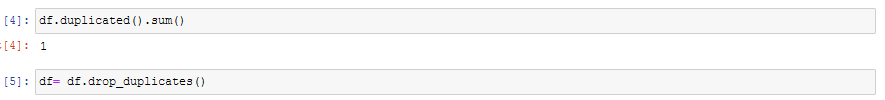 [4]: df.duplicated().sum()
:[4]: 1
[5]: df= df.drop_duplicates()